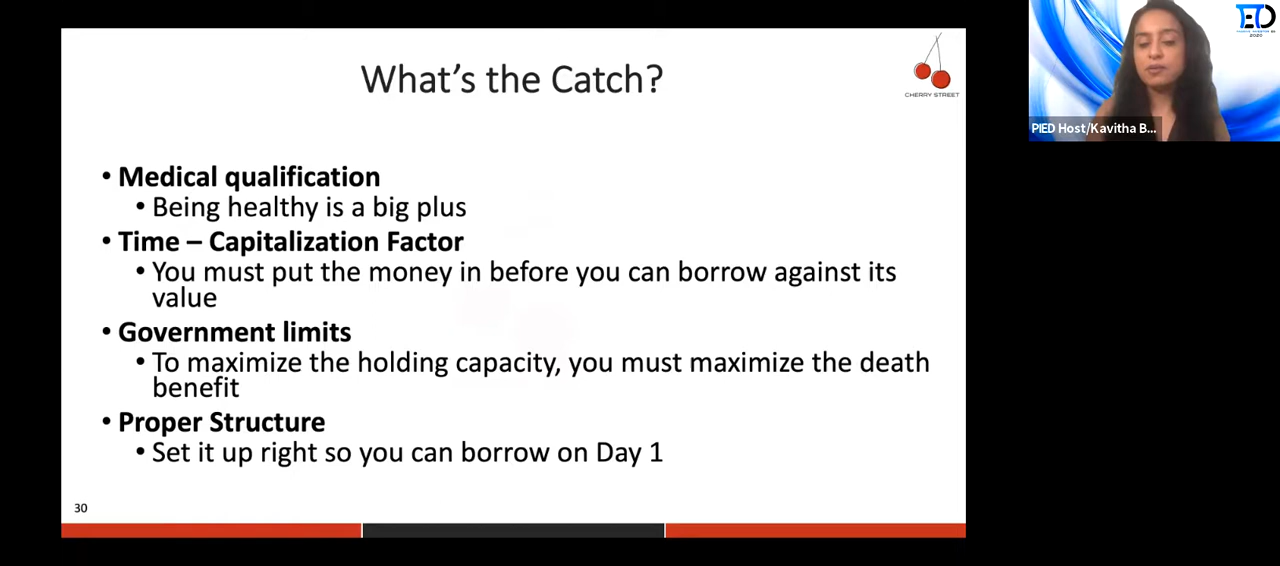 What's the Catch?
CHERRY STREET
• Medical qualification
• Being healthy is a big plus
• Time – Capitalization Factor
• You must put the money in before you can borrow against its
value
• Government limits
• To maximize the holding capacity, you must maximize the death
benefit
• Proper Structure
• Set it up right so you can borrow on Day 1
30
PIED Host/Kavitha B...
2020